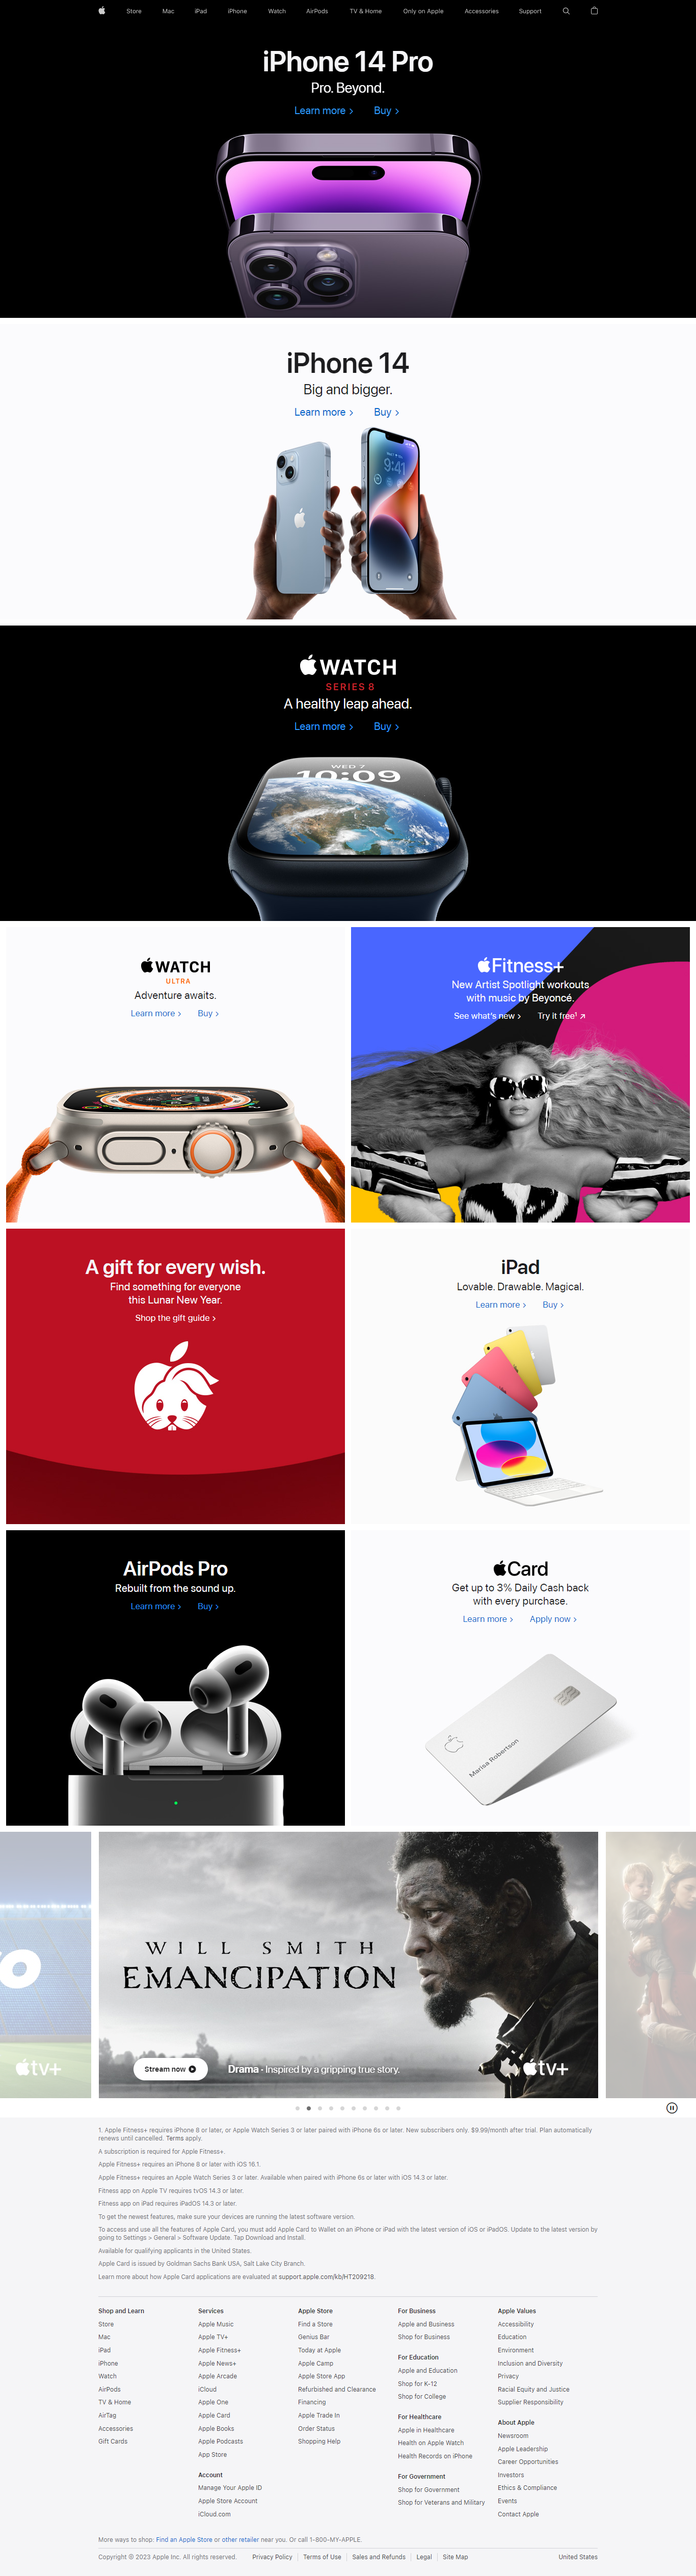 Store Mac iPad iPhone Watch AirPods TV & Home Only on Apple Accessories Support
iPhone 14 Pro
Pro. Beyond.
Learn more > Buy >
iPhone 14
Big and bigger.
Learn more > Buy >
9:41
WATCH
SERIES 8
A healthy leap ahead.
Learn more > Buy >
WED 7
10:09
WATCH
ULTRA
Adventure awaits.
Learn more > Buy >
Fitness+
New Artist Spotlight workouts
with music by Beyoncé.
See what's new > Try it free¹ ↗
A gift for every wish.
Find something for everyone
this Lunar New Year.
Shop the gift guide >
iPad
Lovable. Drawable. Magical.
Learn more > Buy >
AirPods Pro
Rebuilt from the sound up.
Learn more > Buy >
Card
Get up to 3% Daily Cash back
with every purchase.
Learn more > Apply now >
Marisa Robertson
tv+
WILL SMITH
EMANCIPATION
Stream now
Drama · Inspired by a gripping true story.
tv+
1. Apple Fitness+ requires iPhone 8 or later, or Apple Watch Series 3 or later paired with iPhone 6s or later. New subscribers only. $9.99/month after trial. Plan automatically
renews until cancelled. Terms apply.
A subscription is required for Apple Fitness+.
Apple Fitness+ requires an iPhone 8 or later with iOS 16.1.
Apple Fitness+ requires an Apple Watch Series 3 or later. Available when paired with iPhone 6s or later with iOS 14.3 or later.
Fitness app on Apple TV requires tvOS 14.3 or later.
Fitness app on iPad requires iPadOS 14.3 or later.
To get the newest features, make sure your devices are running the latest software version.
To access and use all the features of Apple Card, you must add Apple Card to Wallet on an iPhone or iPad with the latest version of iOS or iPadOS. Update to the latest version by
going to Settings > General > Software Update. Tap Download and Install.
Available for qualifying applicants in the United States.
Apple Card is issued by Goldman Sachs Bank USA, Salt Lake City Branch.
Learn more about how Apple Card applications are evaluated at support.apple.com/kb/HT209218.
Shop and Learn
Store
Mac
iPad
iPhone
Watch
AirPods
TV & Home
AirTag
Accessories
Gift Cards
Services
Apple Music
Apple TV+
Apple Fitness+
Apple News+
Apple Arcade
iCloud
Apple One
Apple Card
Apple Books
Apple Podcasts
App Store
Account
Manage Your Apple ID
Apple Store Account
iCloud.com
Apple Store
Find a Store
Genius Bar
Today at Apple
Apple Camp
Apple Store App
Refurbished and Clearance
Financing
Apple Trade In
Order Status
Shopping Help
For Business
Apple and Business
Shop for Business
For Education
Apple and Education
Shop for K-12
Shop for College
For Healthcare
Apple in Healthcare
Health on Apple Watch
Health Records on iPhone
For Government
Shop for Government
Shop for Veterans and Military
Apple Values
Accessibility
Education
Environment
Inclusion and Diversity
Privacy
Racial Equity and Justice
Supplier Responsibility
About Apple
Newsroom
Apple Leadership
Career Opportunities
Investors
Ethics & Compliance
Events
Contact Apple
More ways to shop: Find an Apple Store or other retailer near you. Or call 1-800-MY-APPLE.
Copyright © 2023 Apple Inc. All rights reserved. Privacy Policy | Terms of Use | Sales and Refunds | Legal | Site Map United States